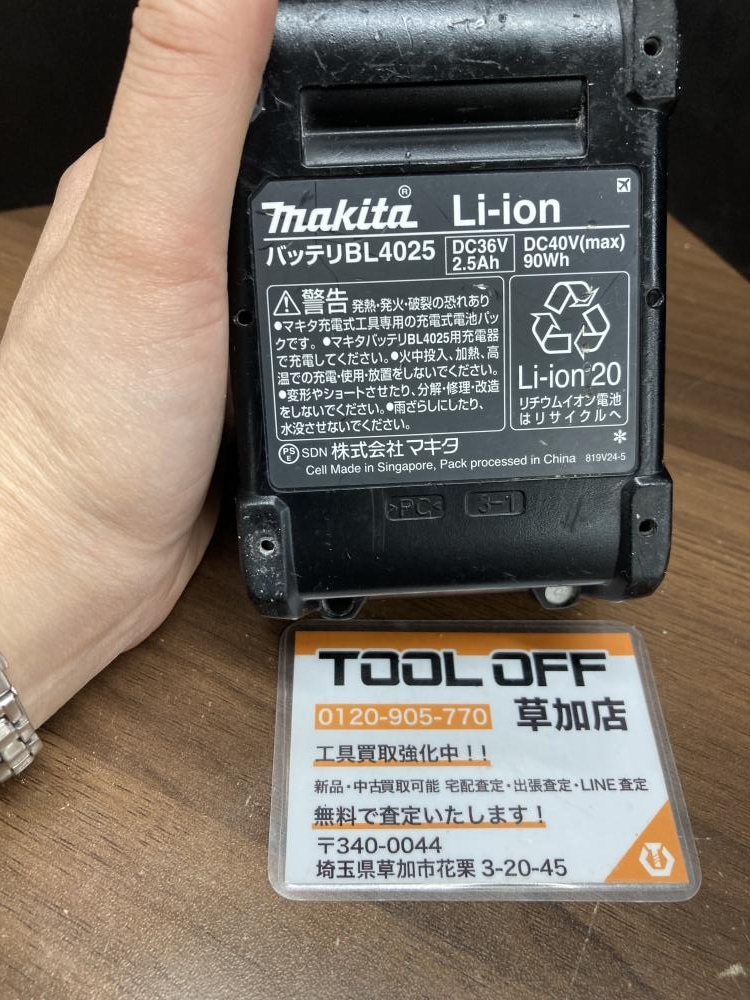 makita® Li-ion
バッテリBL4025 DC36V 2.5Ah DC40V(max) 90Wh
警告 発熱・発火・破裂の恐れあり
●マキタ充電式工具専用の充電式電池パッ
クです。●マキタバッテリBL4025用充電器
で充電してください。●火中投入、加熱、高
温での充電・使用・放置をしないでください。
●変形やショートさせたり、分解・修理・改造
をしないでください。●雨ざらしにしたり、
水没させないでください。
Li-ion 20
リチウムイオン電池
はリサイクルへ
PSE SDN 株式会社 マキタ
*
Cell Made in Singapore, Pack processed in China 819V24-5
>PC< 3-1
TOOL OFF
0120-905-770 草加店
工具買取強化中!!
新品・中古買取可能 宅配査定・出張査定・LINE査定
無料で査定いたします!
〒340-0044
埼玉県草加市花栗 3-20-45